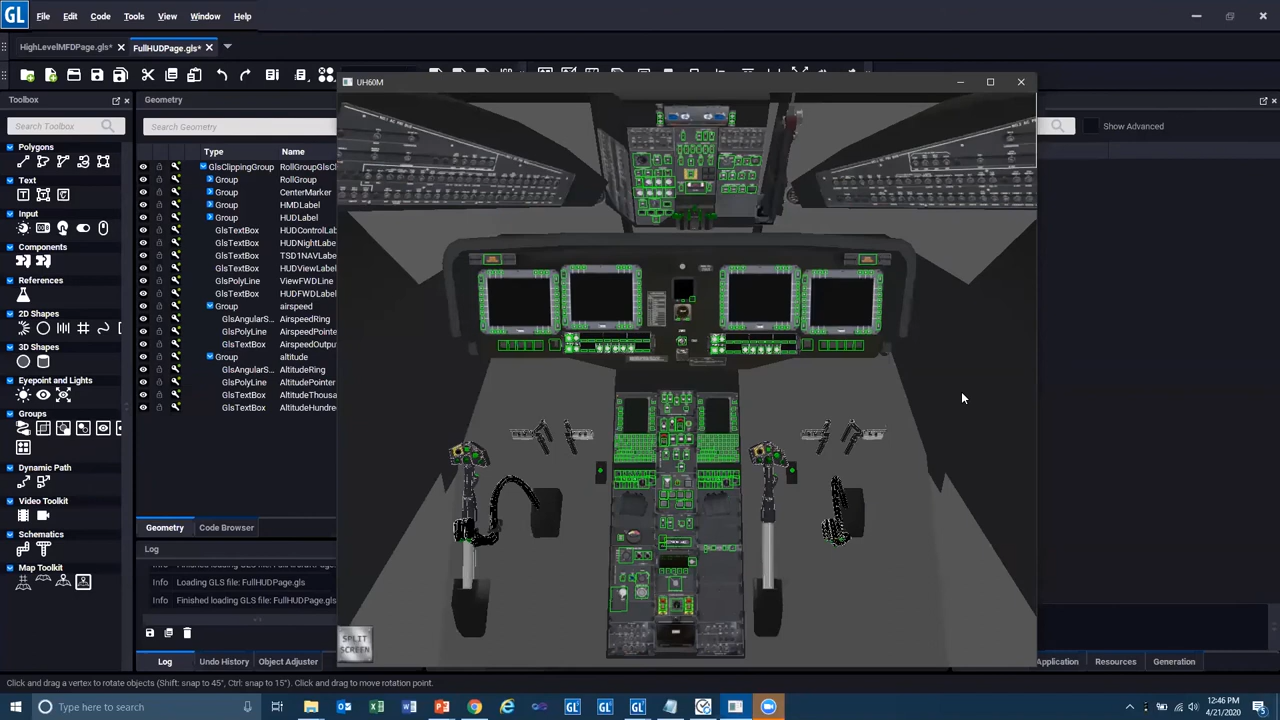 GL File Edit Code Tools View Window Help
HighLevelMFDPage.gls* FullHUDPage.gls*
UH60M
Toolbox
Search Toolbox
Polygons
Text
Input
Components
References
2D Shapes
3D Shapes
Eyepoint and Lights
Groups
Dynamic Path
Video Toolkit
Schematics
Map Toolkit
Geometry
Search Geometry
Type Name
GlsClippingGroup RollGroupGlsC
Group RollGroup
Group CenterMarker
Group HMDLabel
Group HUDLabel
GlsTextBox HUDControlLa
GlsTextBox HUDNightLabe
GlsTextBox TSD1NAVLabe
GlsTextBox HUDViewLabel
GlsPolyLine ViewFWDLine
GlsTextBox HUDFWDLabel
Group airspeed
GlsAngularS... AirspeedRing
GlsPolyLine AirspeedPointe
GlsTextBox AirspeedOutpu
Group altitude
GlsAngularS... AltitudeRing
GlsPolyLine AltitudePointer
GlsTextBox AltitudeThousa
GlsTextBox AltitudeHundre
Geometry Code Browser
Log
Info Loading GLS file: FullHUDPage.gls
Info Finished loading GLS file: FullHUDPage.gls
Log Undo History Object Adjuster
SPLIT
SCREEN
Show Advanced
Application Resources Generation
Click and drag a vertex to rotate objects (Shift: snap to 45°, Ctrl: snap to 15°). Click and drag to move rotation point.
Type here to search
12:46 PM
4/21/2020